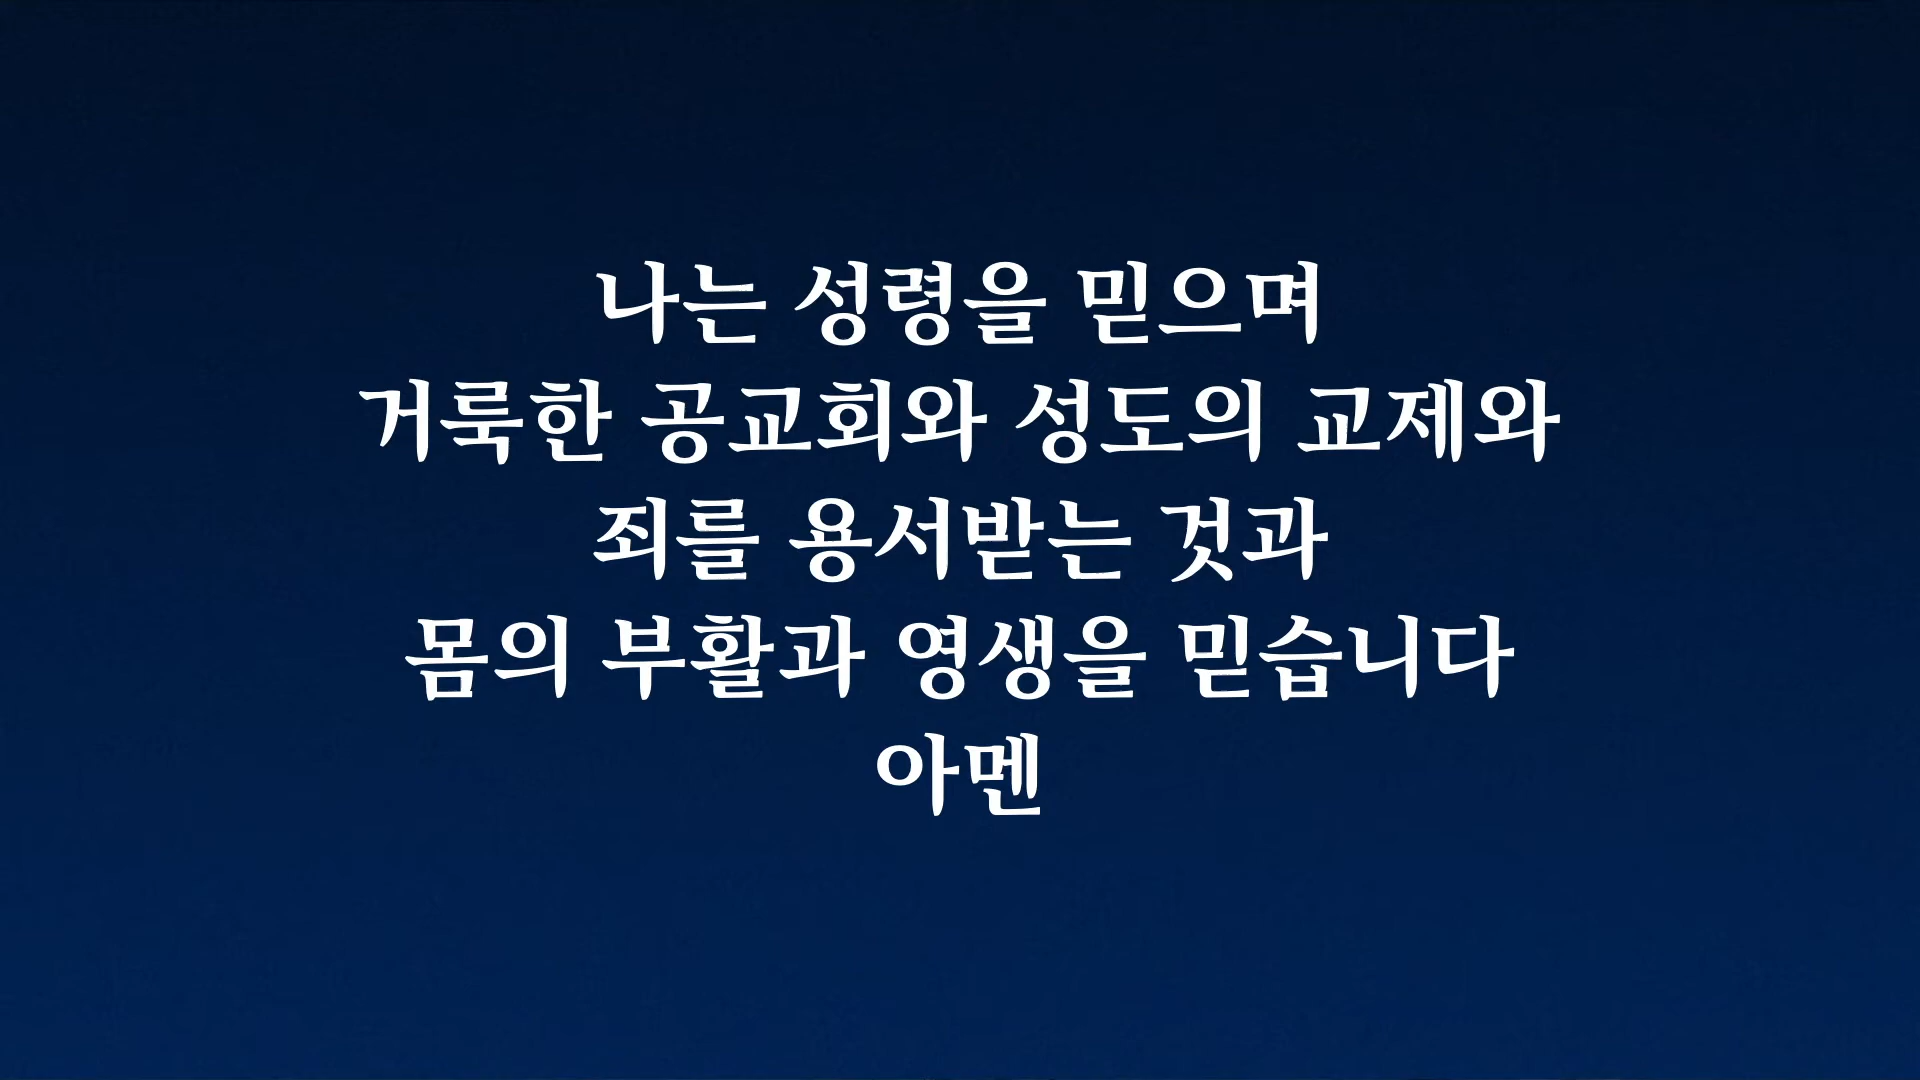 나는 성령을 믿으며
거룩한 공교회와 성도의 교제와
죄를 용서받는 것과
몸의 부활과 영생을 믿습니다
아멘